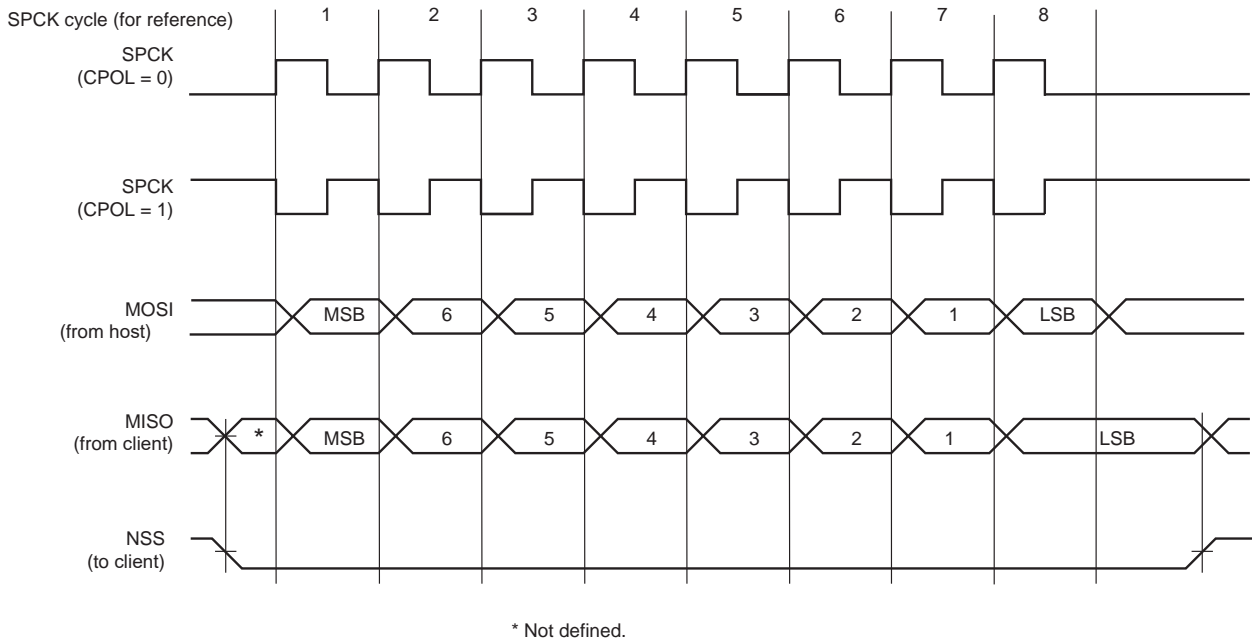 SPCK cycle (for reference)
1 2 3 4 5 6 7 8
SPCK
(CPOL = 0)
SPCK
(CPOL = 1)
MOSI
(from host)
MSB 6 5 4 3 2 1 LSB
MISO
(from client)
* MSB 6 5 4 3 2 1 LSB
NSS
(to client)
* Not defined.